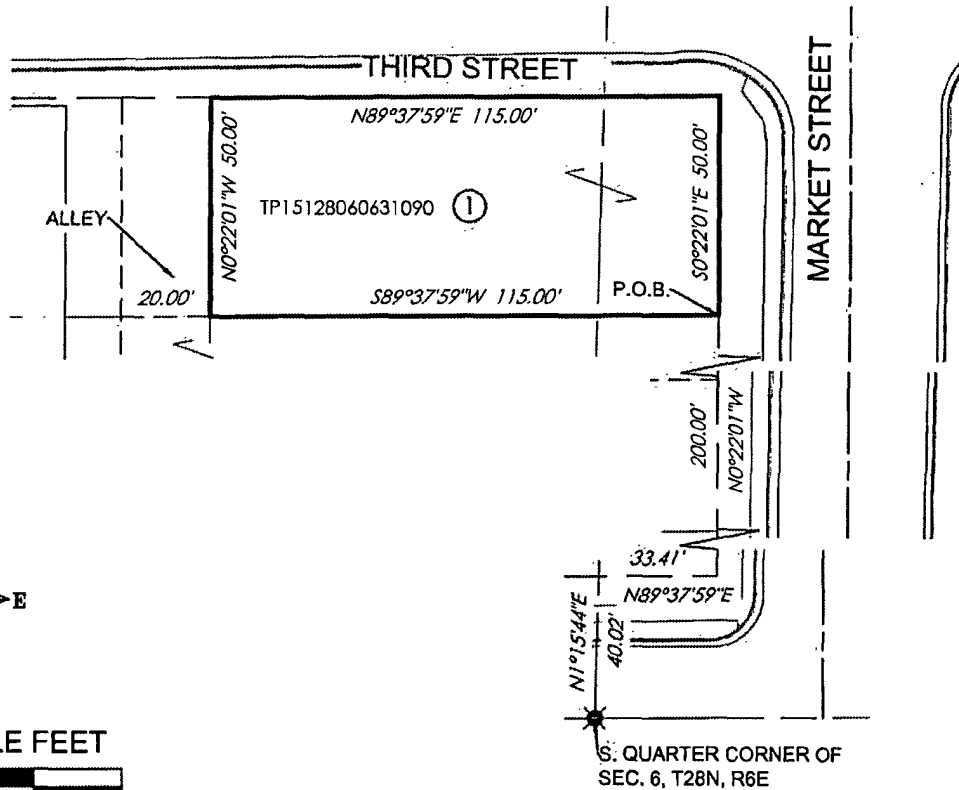 THIRD STREET
MARKET STREET
N89°37'59"E 115.00'
N0°22'01"W 50.00'
S0°22'01"E 50.00'
TP15128060631090
1
ALLEY
20.00'
S89°37'59"W 115.00'
P.O.B.
200.00'
N0°22'01"W
33.41'
N89°37'59"E
N1°15'44"E
40.02'
E
LE FEET
S. QUARTER CORNER OF
SEC. 6, T28N, R6E